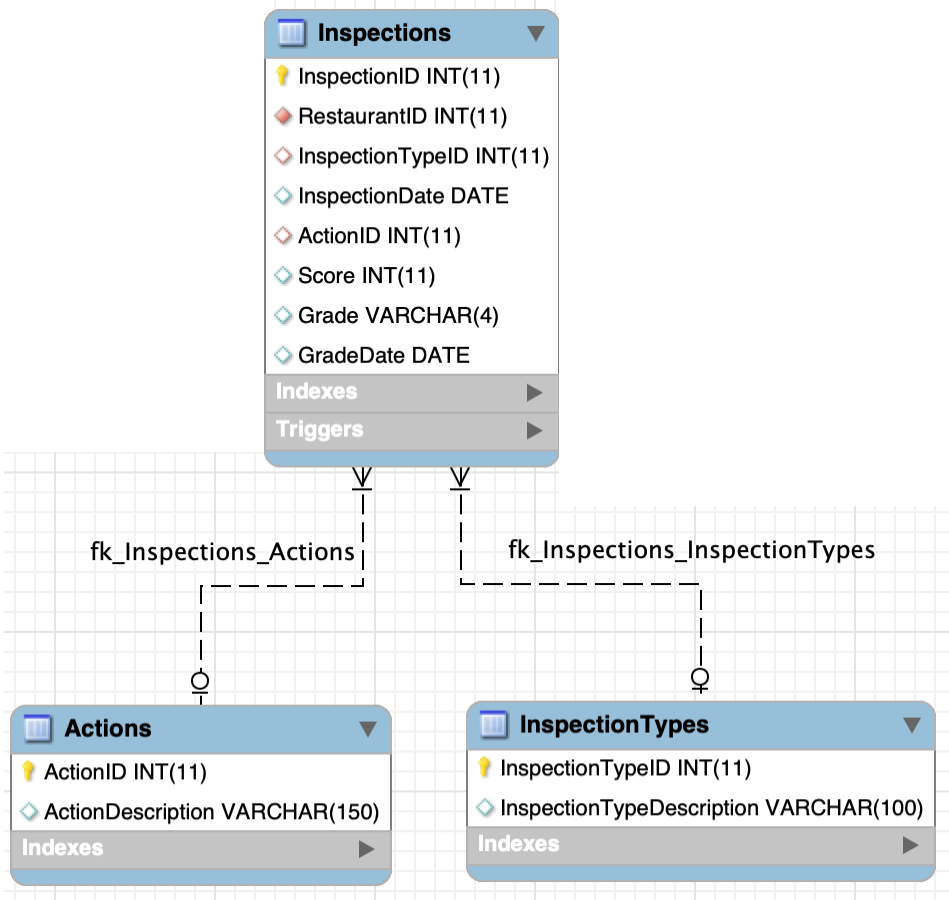 Inspections
InspectionID INT(11)
RestaurantID INT(11)
InspectionTypeID INT(11)
InspectionDate DATE
ActionID INT(11)
Score INT(11)
Grade VARCHAR(4)
GradeDate DATE
Indexes
Triggers
fk_Inspections_Actions
fk_Inspections_InspectionTypes
Actions
ActionID INT(11)
ActionDescription VARCHAR(150)
Indexes
InspectionTypes
InspectionTypeID INT(11)
InspectionTypeDescription VARCHAR(100)
Indexes